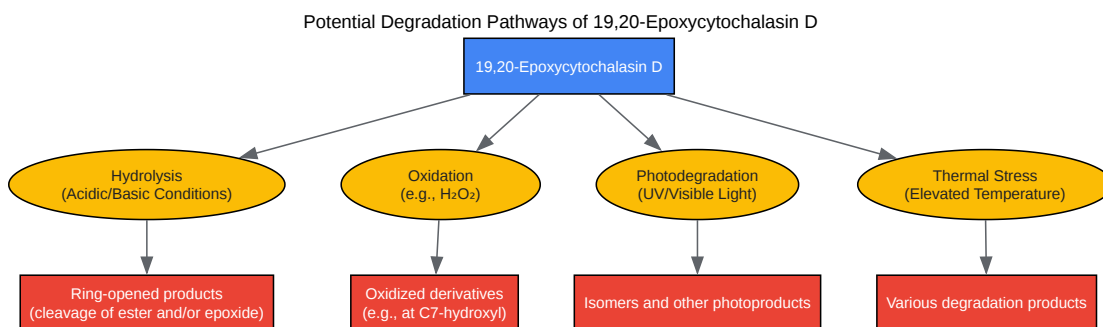 Potential Degradation Pathways of 19,20-Epoxycytochalasin D
19,20-Epoxycytochalasin D
Hydrolysis
(Acidic/Basic Conditions)
Oxidation
(e.g., H₂O₂)
Photodegradation
(UV/Visible Light)
Thermal Stress
(Elevated Temperature)
Ring-opened products
(cleavage of ester and/or epoxide)
Oxidized derivatives
(e.g., at C7-hydroxyl)
Isomers and other photoproducts
Various degradation products